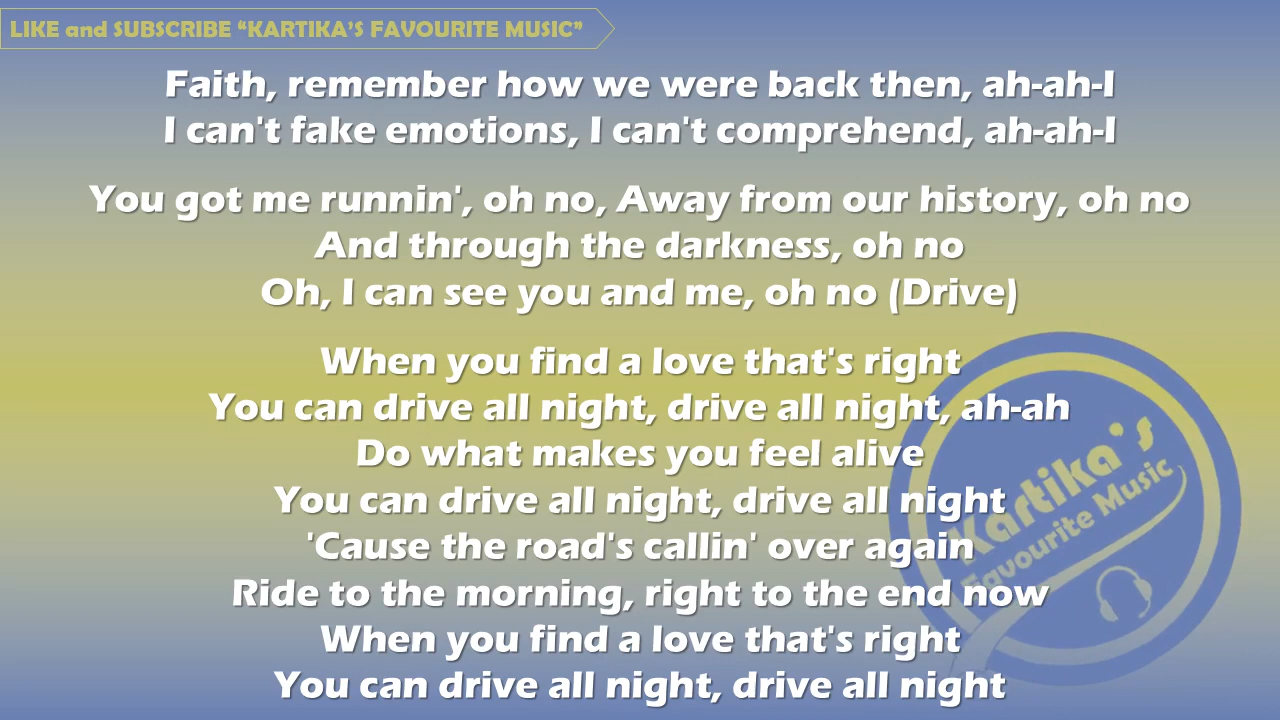 LIKE and SUBSCRIBE “KARTIKA’S FAVOURITE MUSIC”
Faith, remember how we were back then, ah-ah-I
I can't fake emotions, I can't comprehend, ah-ah-I
You got me runnin', oh no, Away from our history, oh no
And through the darkness, oh no
Oh, I can see you and me, oh no (Drive)
When you find a love that's right
You can drive all night, drive all night, ah-ah
Do what makes you feel alive
You can drive all night, drive all night
'Cause the road's callin' over again
Ride to the morning, right to the end now
When you find a love that's right
You can drive all night, drive all night
Kartika's
Favourite Music